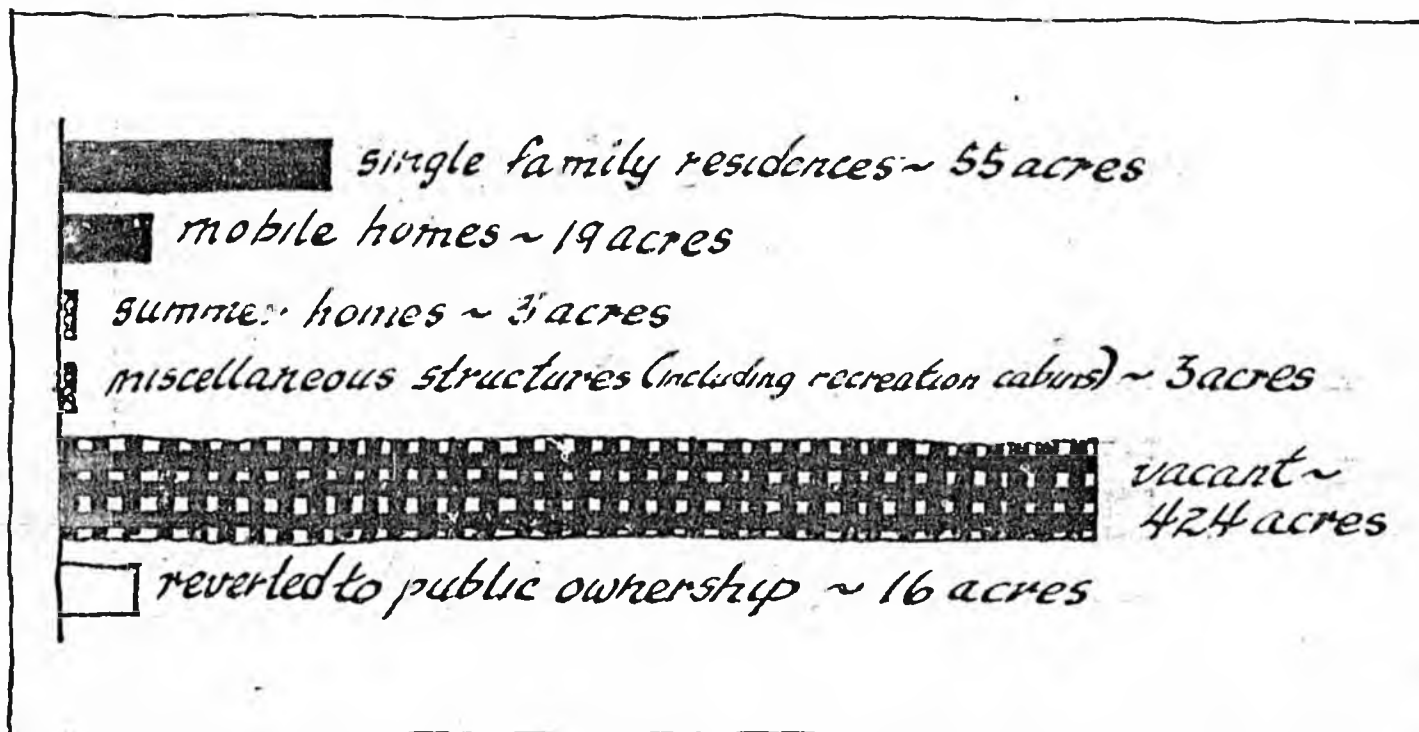 single family residences ~ 55 acres
mobile homes ~ 19 acres
summer homes ~ 3 acres
miscellaneous structures (including recreation cabins) ~ 3 acres
vacant ~
424 acres
reverted to public ownership ~ 16 acres